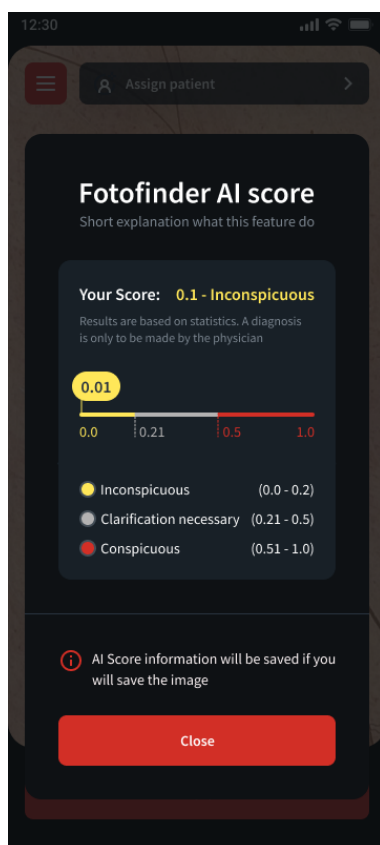 12:30
Assign patient
Fotofinder AI score
Short explanation what this feature do
Your Score: 0.1 - Inconspicuous
Results are based on statistics. A diagnosis
is only to be made by the physician
0.01
0.0 0.21 0.5 1.0
Inconspicuous (0.0 - 0.2)
Clarification necessary (0.21 - 0.5)
Conspicuous (0.51 - 1.0)
AI Score information will be saved if you
will save the image
Close